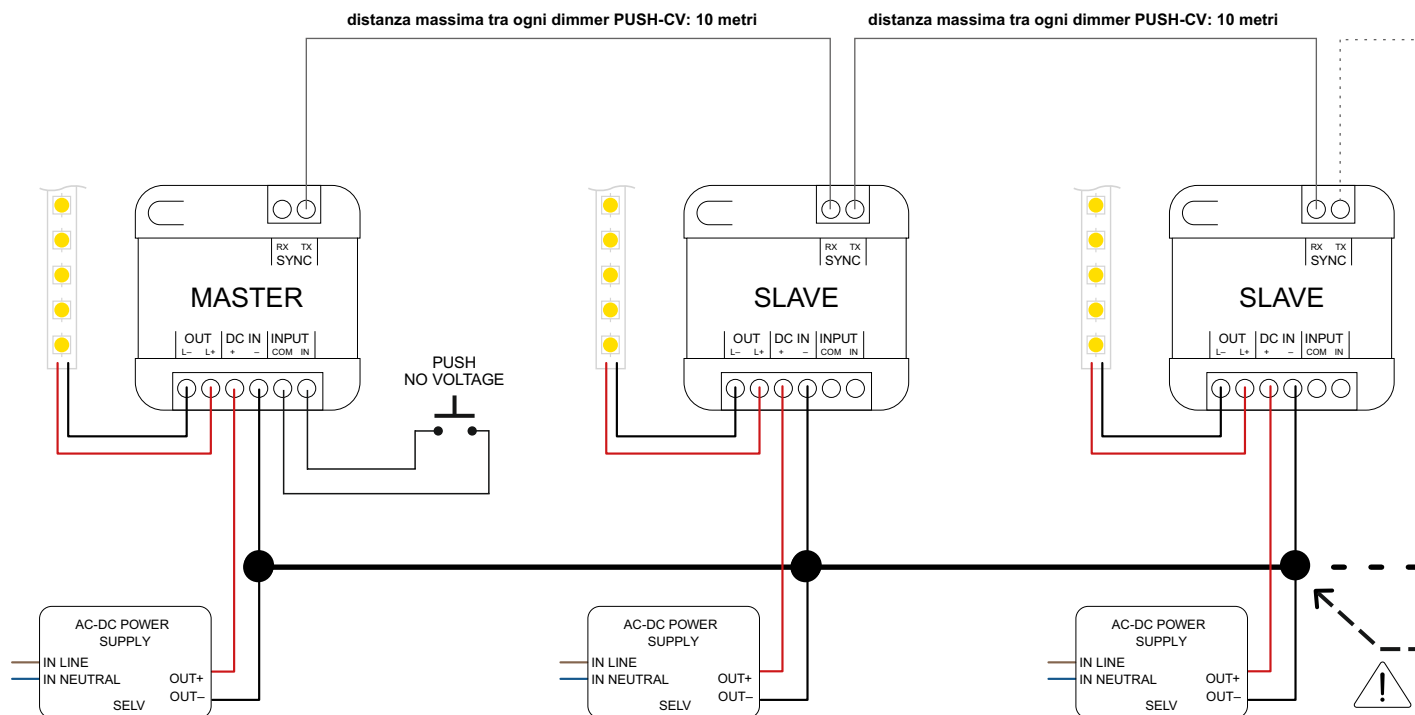 distanza massima tra ogni dimmer PUSH-CV: 10 metri
distanza massima tra ogni dimmer PUSH-CV: 10 metri
RX TX
SYNC
MASTER
OUT DC IN INPUT
L– L+ + – COM IN
PUSH
NO VOLTAGE
RX TX
SYNC
SLAVE
OUT DC IN INPUT
L– L+ + – COM IN
RX TX
SYNC
SLAVE
OUT DC IN INPUT
L– L+ + – COM IN
AC-DC POWER
SUPPLY
IN LINE
IN NEUTRAL
OUT+
OUT–
SELV
AC-DC POWER
SUPPLY
IN LINE
IN NEUTRAL
OUT+
OUT–
SELV
AC-DC POWER
SUPPLY
IN LINE
IN NEUTRAL
OUT+
OUT–
SELV
!